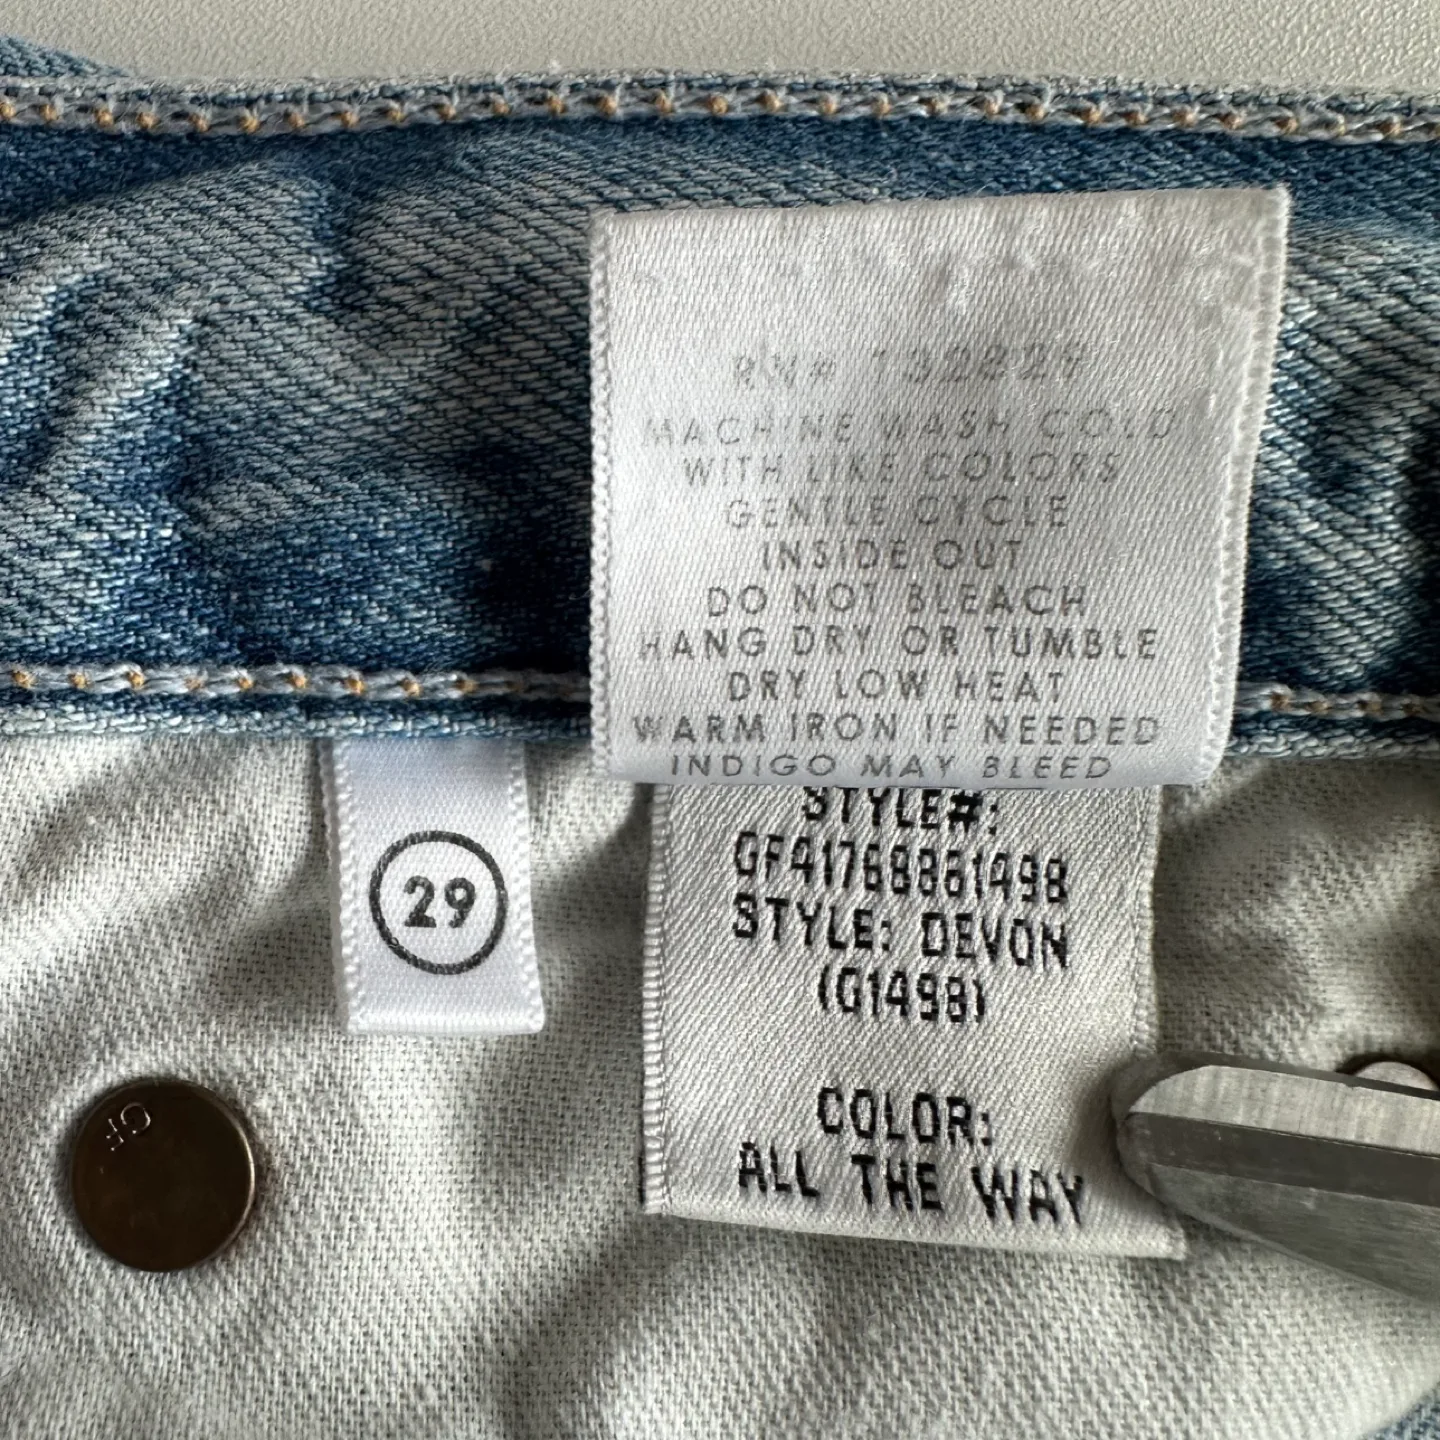 MACHINE WASH COLD
WITH LIKE COLORS
GENTLE CYCLE
INSIDE OUT
DO NOT BLEACH
HANG DRY OR TUMBLE
DRY LOW HEAT
WARM IRON IF NEEDED
INDIGO MAY BLEED
STYLE#:
GF41768861498
STYLE: DEVON
(G1498)
COLOR:
ALL THE WAY
29
GF